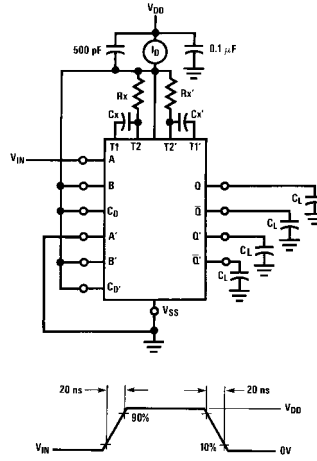 VDD
500 pF
ID
0.1 μF
Rx
Rx'
Cx
Cx'
T1 T2 T2' T1'
VIN
A
B
CD
A'
B'
CD'
Q
Q̅
Q'
Q̅'
CL
CL
CL
CL
VSS
20 ns
20 ns
90%
VDD
VIN
10%
0V